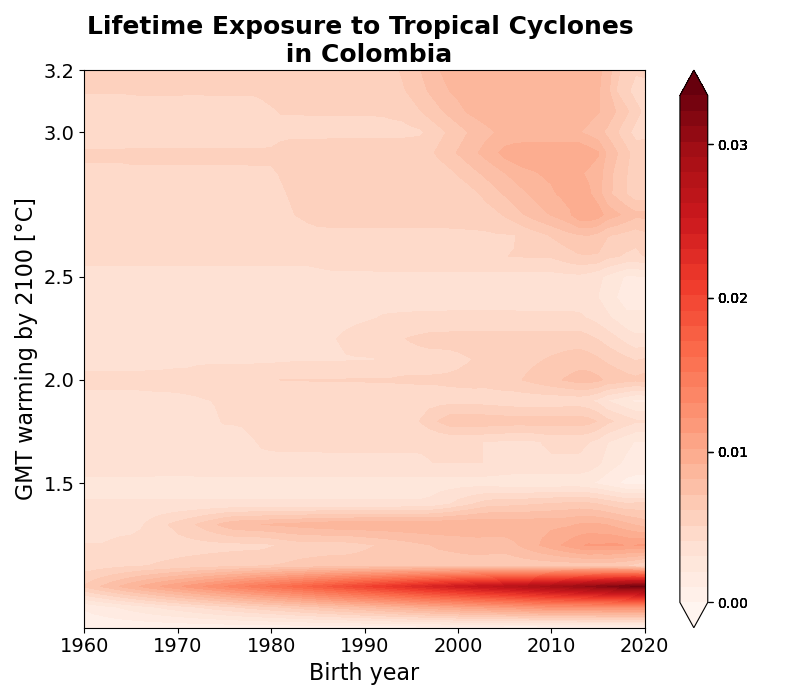 Lifetime Exposure to Tropical Cyclones
in Colombia
3.2
3.0
2.5
2.0
1.5
GMT warming by 2100 [°C]
1960 1970 1980 1990 2000 2010 2020
Birth year
0.03
0.02
0.01
0.00